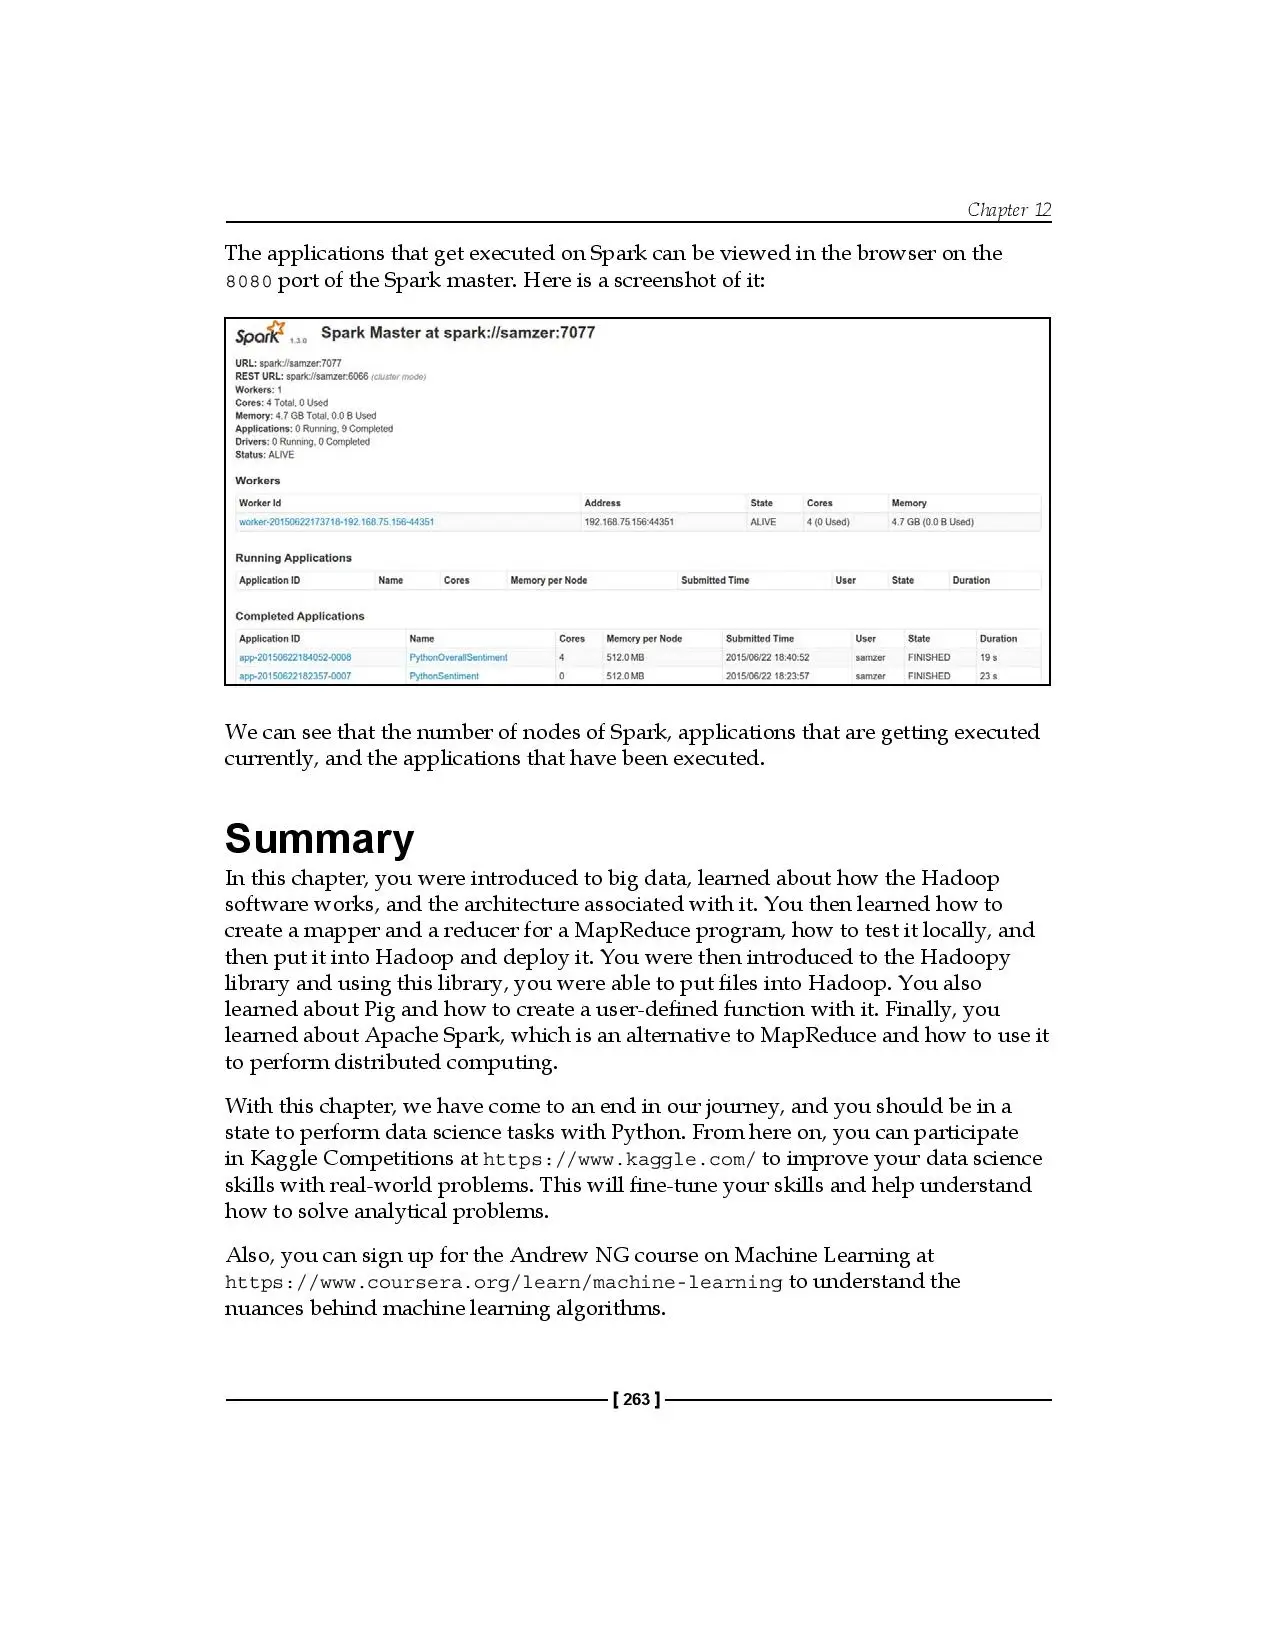 Chapter 12
The applications that get executed on Spark can be viewed in the browser on the
8080 port of the Spark master. Here is a screenshot of it:
Spark 1.3.0 Spark Master at spark://samzer:7077
URL: spark://samzer:7077
REST URL: spark://samzer:6066 (cluster mode)
Workers: 1
Cores: 4 Total, 0 Used
Memory: 4.7 GB Total, 0.0 B Used
Applications: 0 Running, 9 Completed
Drivers: 0 Running, 0 Completed
Status: ALIVE
Workers
Worker Id Address State Cores Memory
worker-20150622173718-192.168.75.156-44351 192.168.75.156:44351 ALIVE 4 (0 Used) 4.7 GB (0.0 B Used)
Running Applications
Application ID Name Cores Memory per Node Submitted Time User State Duration
Completed Applications
Application ID Name Cores Memory per Node Submitted Time User State Duration
app-20150622184052-0008 PythonOverallSentiment 4 512.0 MB 2015/06/22 18:40:52 samzer FINISHED 19 s
app-20150622182357-0007 PythonSentiment 0 512.0 MB 2015/06/22 18:23:57 samzer FINISHED 23 s
We can see that the number of nodes of Spark, applications that are getting executed
currently, and the applications that have been executed.
Summary
In this chapter, you were introduced to big data, learned about how the Hadoop
software works, and the architecture associated with it. You then learned how to
create a mapper and a reducer for a MapReduce program, how to test it locally, and
then put it into Hadoop and deploy it. You were then introduced to the Hadoopy
library and using this library, you were able to put files into Hadoop. You also
learned about Pig and how to create a user-defined function with it. Finally, you
learned about Apache Spark, which is an alternative to MapReduce and how to use it
to perform distributed computing.
With this chapter, we have come to an end in our journey, and you should be in a
state to perform data science tasks with Python. From here on, you can participate
in Kaggle Competitions at https://www.kaggle.com/ to improve your data science
skills with real-world problems. This will fine-tune your skills and help understand
how to solve analytical problems.
Also, you can sign up for the Andrew NG course on Machine Learning at
https://www.coursera.org/learn/machine-learning to understand the
nuances behind machine learning algorithms.
[ 263 ]